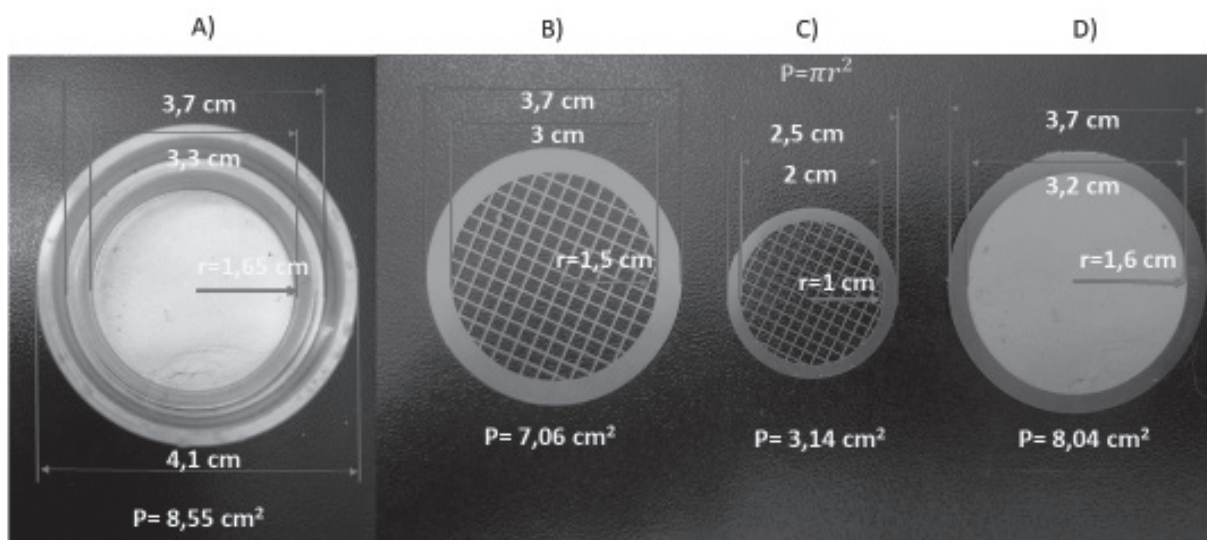 A)
B)
C)
D)
3,7 cm
3,3 cm
r=1,65 cm
4,1 cm
P= 8,55 cm²
3,7 cm
3 cm
r=1,5 cm
P= 7,06 cm²
P=πr²
2,5 cm
2 cm
r=1 cm
P= 3,14 cm²
3,7 cm
3,2 cm
r=1,6 cm
P= 8,04 cm²